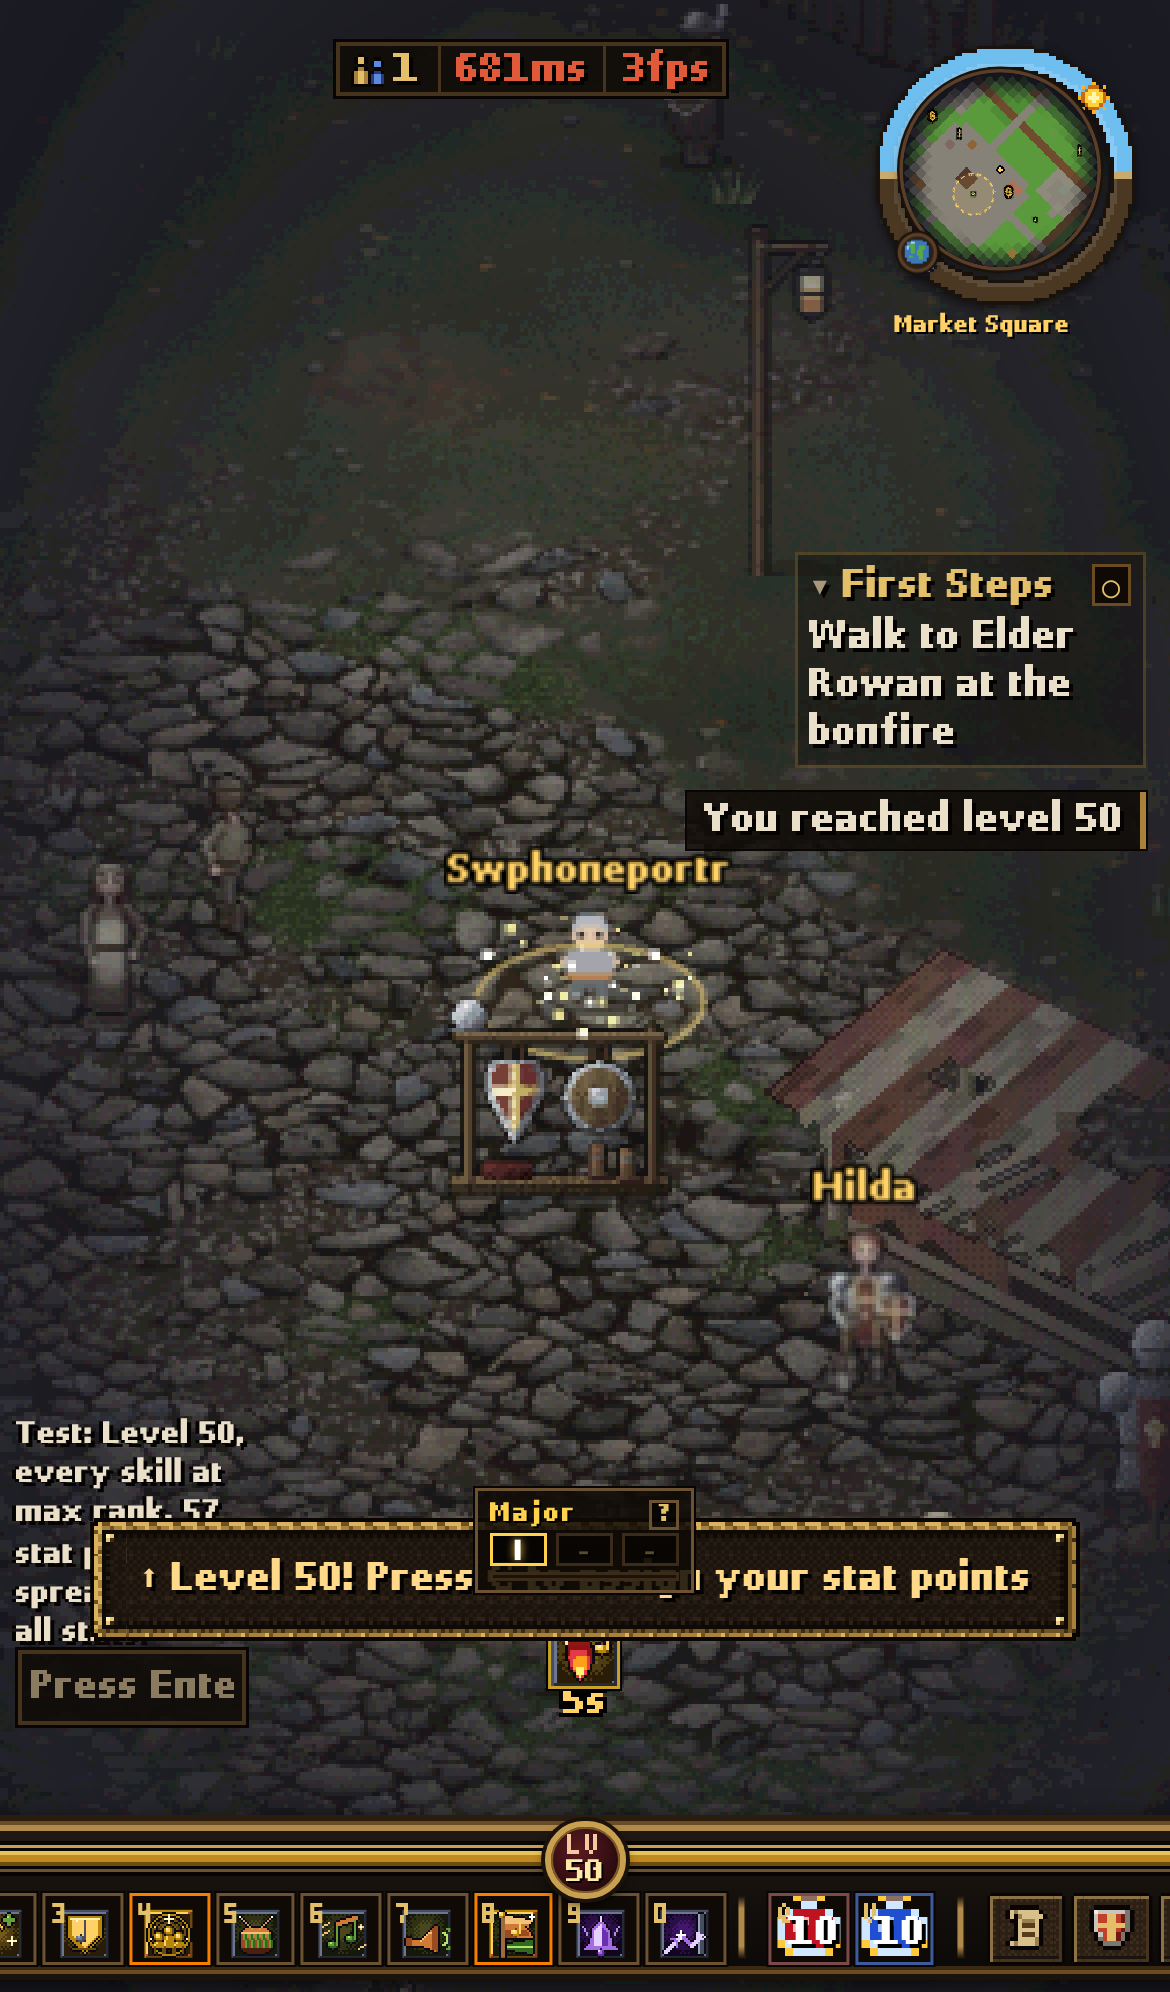 1 681ms 3fps
Market Square
▼ First Steps
Walk to Elder
Rowan at the
bonfire
You reached level 50
Swphoneportr
Hilda
Test: Level 50,
every skill at
max rank. 57
stat
sprea
all st
Major ?
I - -
↑ Level 50! Press your stat points
5s
Press Ente
LV
50
3 4 5 6 7 8 9 0 10 10